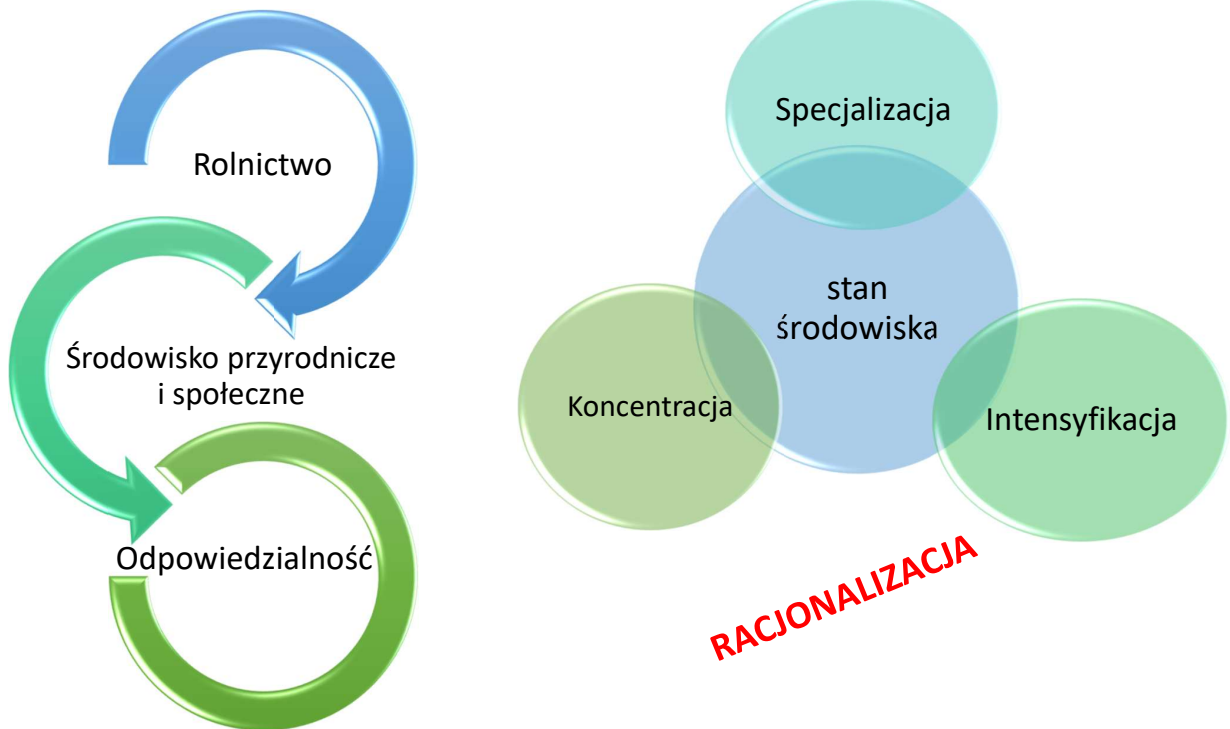 Rolnictwo
Środowisko przyrodnicze
i społeczne
Odpowiedzialność
Specjalizacja
stan
środowiska
Koncentracja
Intensyfikacja
RACJONALIZACJA